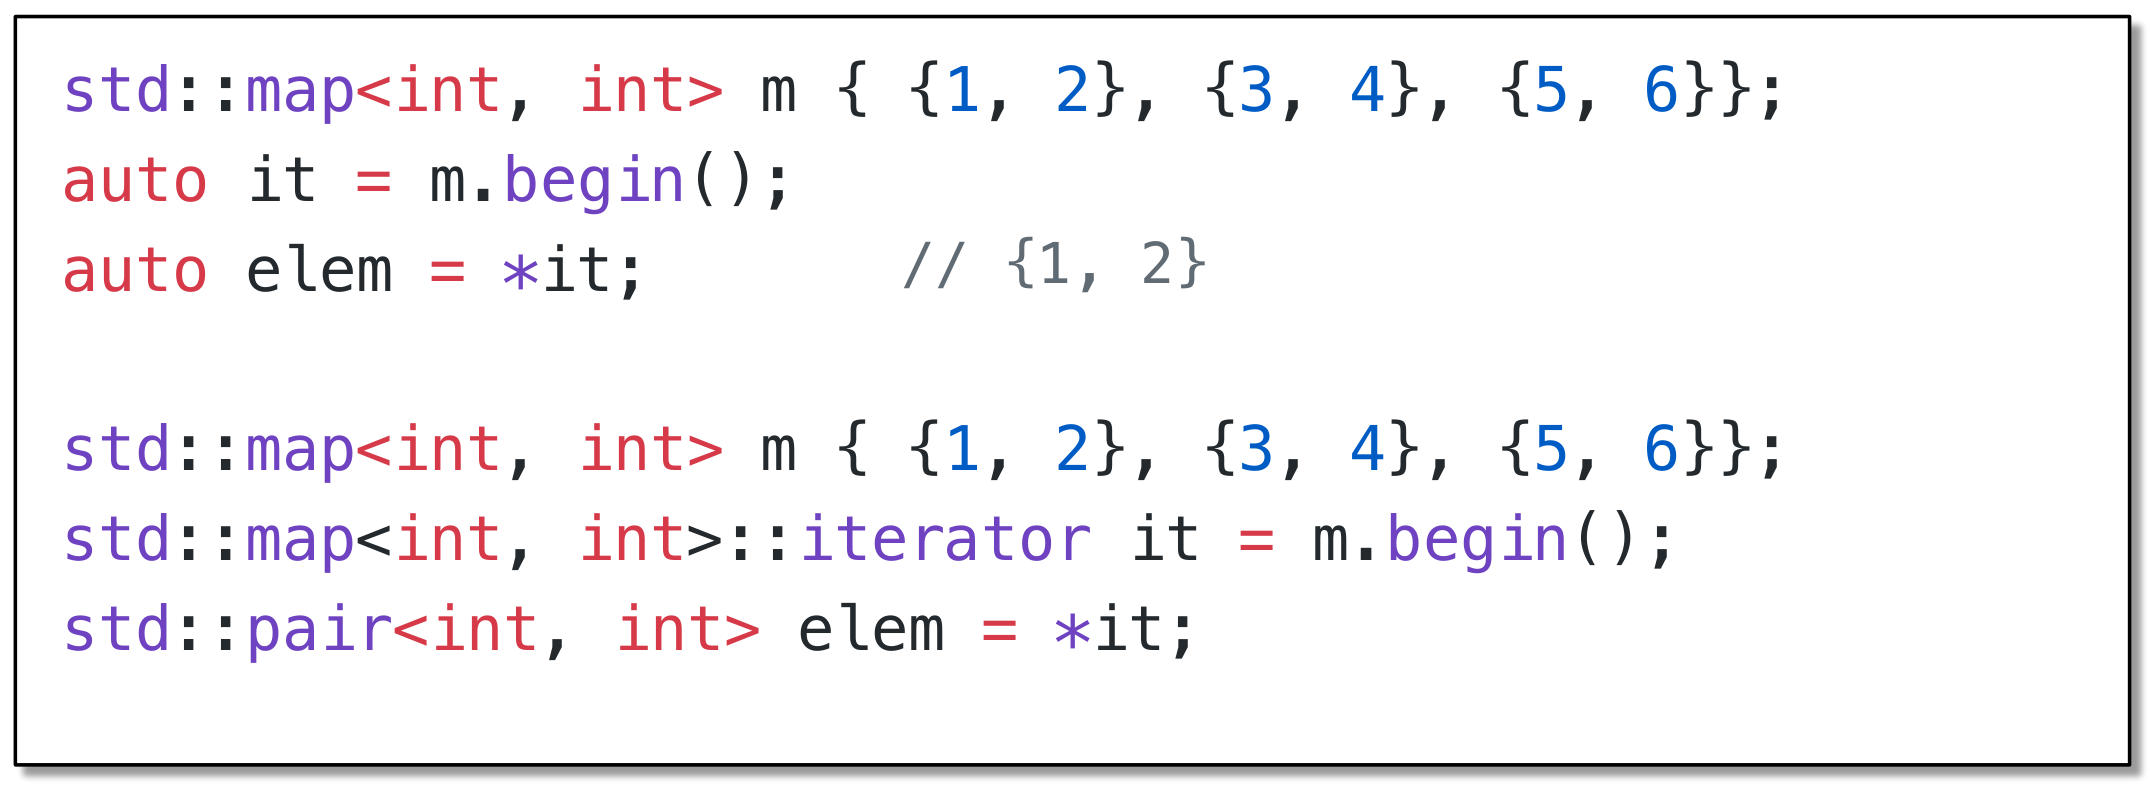 std::map<int, int> m { {1, 2}, {3, 4}, {5, 6}};
auto it = m.begin();
auto elem = *it;       // {1, 2}
std::map<int, int> m { {1, 2}, {3, 4}, {5, 6}};
std::map<int, int>::iterator it = m.begin();
std::pair<int, int> elem = *it;